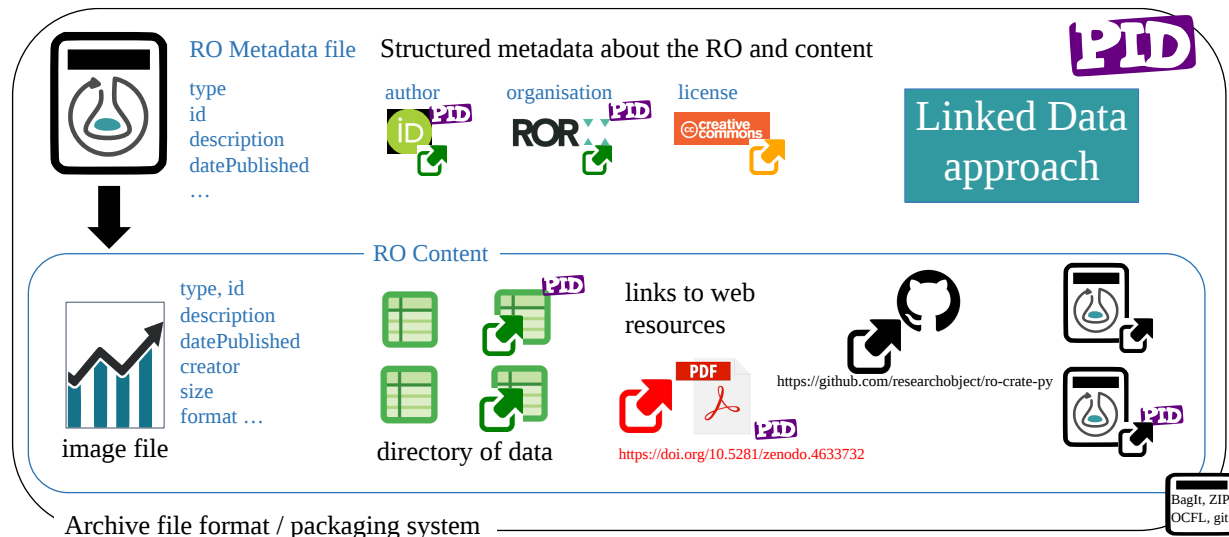 RO Metadata file
Structured metadata about the RO and content
PID
type
id
description
datePublished
…
author
iD
PID
organisation
ROR
PID
license
cc creative
commons
Linked Data
approach
RO Content
type, id
description
datePublished
creator
size
format …
image file
PID
directory of data
links to web
resources
PDF
PID
https://doi.org/10.5281/zenodo.4633732
https://github.com/researchobject/ro-crate-py
PID
BagIt, ZIP
OCFL, git
Archive file format / packaging system